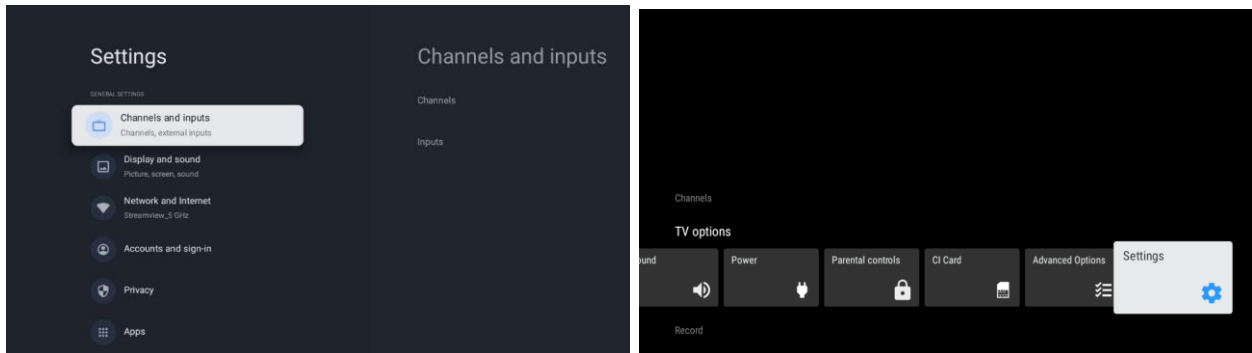 Settings
GENERAL SETTINGS
Channels and inputs
Channels, external inputs
Display and sound
Picture, screen, sound
Network and Internet
Streamview_5 GHz
Accounts and sign-in
Privacy
Apps
Channels and inputs
Channels
Inputs
Channels
TV options
ound
Power
Parental controls
CI Card
Advanced Options
Settings
Record